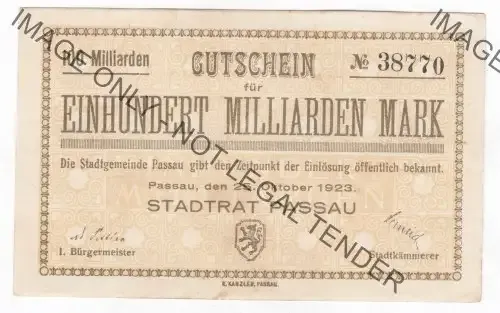 100 Milliarden
GUTSCHEIN
№ 38770
für
EINHUNDERT MILLIARDEN MARK
Die Stadtgemeinde Passau gibt den Zeitpunkt der Einlösung öffentlich bekannt.
Passau, den Oktober 1923.
STADTRAT PASSAU
I. Bürgermeister
Stadtkämmerer
KANZLER, PASSAU.
IMAGE ONLY - NOT LEGAL TENDER
IMAGE